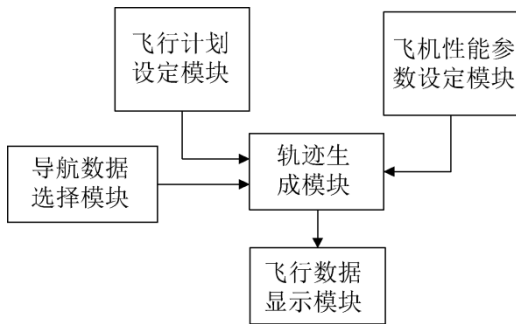 飞行计划
设定模块
飞机性能参
数设定模块
导航数据
选择模块
轨迹生
成模块
飞行数据
显示模块